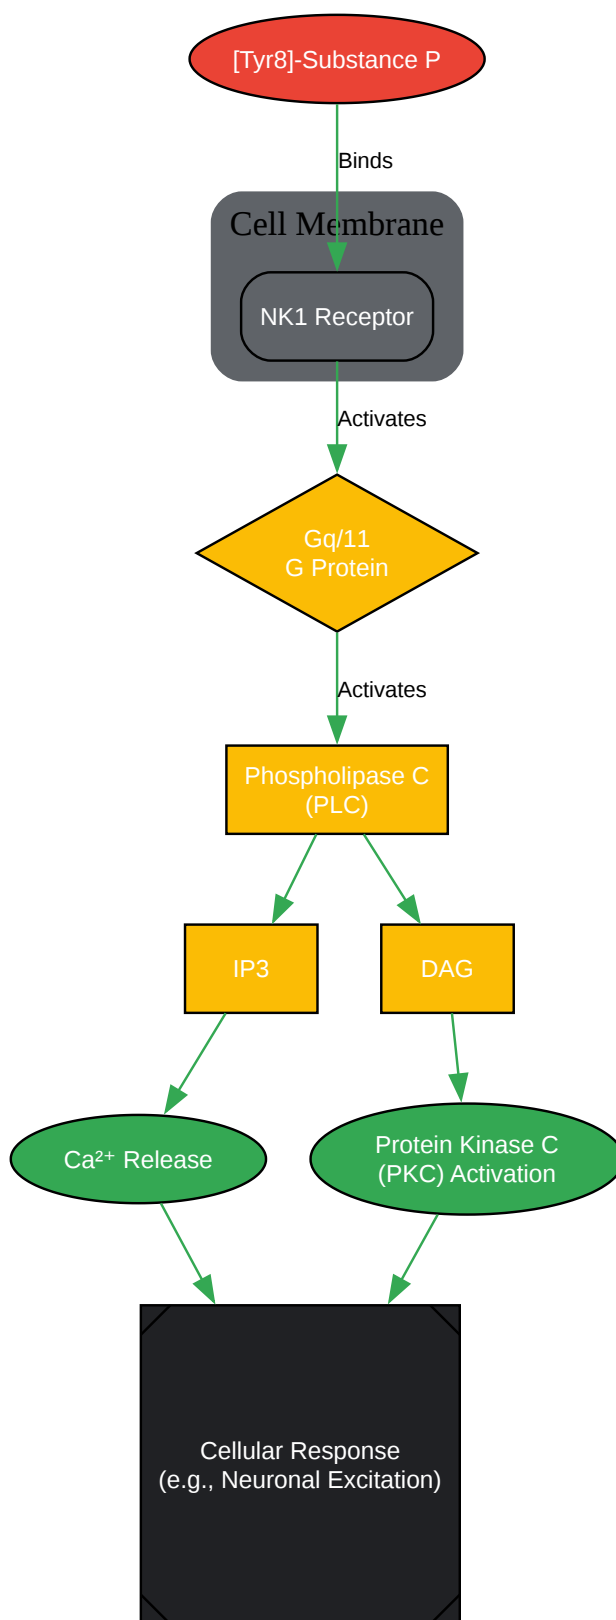 [Tyr8]-Substance P
Binds
Cell Membrane
NK1 Receptor
Activates
Gq/11
G Protein
Activates
Phospholipase C
(PLC)
IP3
DAG
Ca²⁺ Release
Protein Kinase C
(PKC) Activation
Cellular Response
(e.g., Neuronal Excitation)